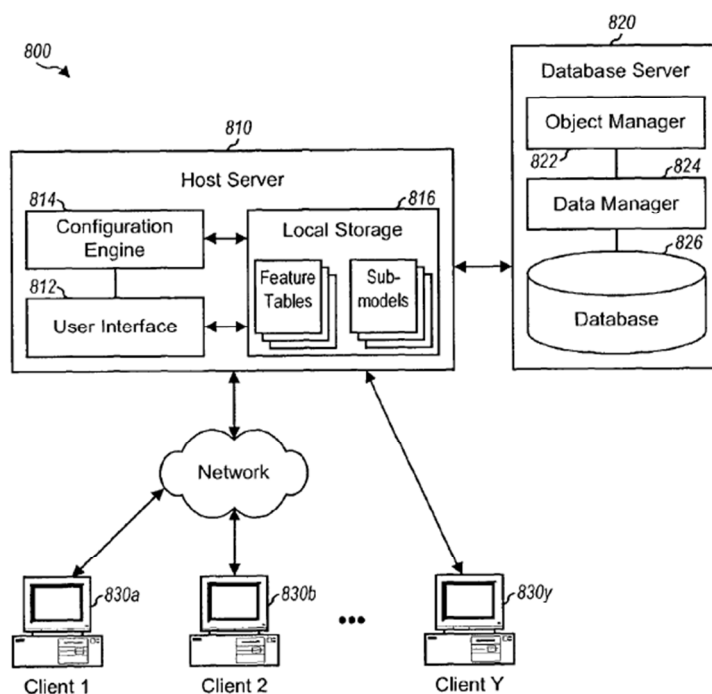 800
820
Database Server
Object Manager
822
824
Data Manager
826
Database
810
Host Server
814
Configuration
Engine
816
Local Storage
Feature
Tables
Sub-
models
812
User Interface
Network
830a
830b
830y
•••
Client 1
Client 2
Client Y